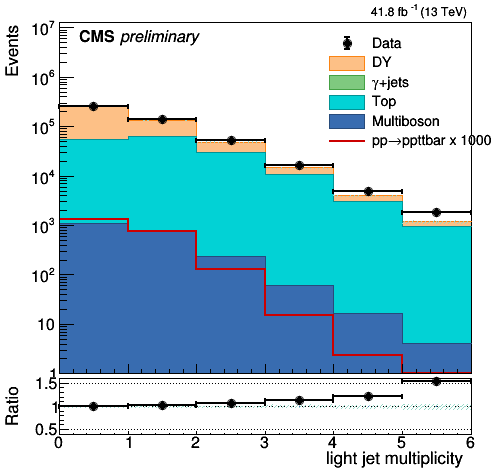 41.8 fb⁻¹ (13 TeV)
CMS preliminary
Events
10⁷
10⁶
10⁵
10⁴
10³
10²
10
1
Data
DY
γ+jets
Top
Multiboson
pp→ppttbar x 1000
Ratio
1.5
1
0.5
0 1 2 3 4 5 6
light jet multiplicity